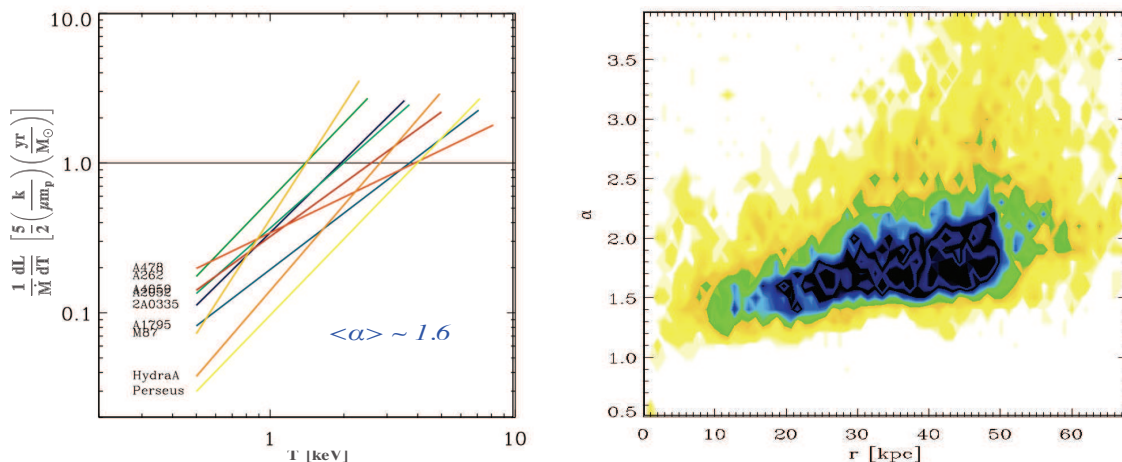 10.0
1.0
0.1
1/Ṁ dL/dT [5/2 (k/μm_p) (yr/M_⊙)]
A478
A262
A4059
A2052
2A0335
A1795
M87
HydraA
Perseus
<α> ~ 1.6
1
10
T [keV]
3.5
3.0
2.5
2.0
1.5
1.0
0.5
α
0
10
20
30
40
50
60
r [kpc]